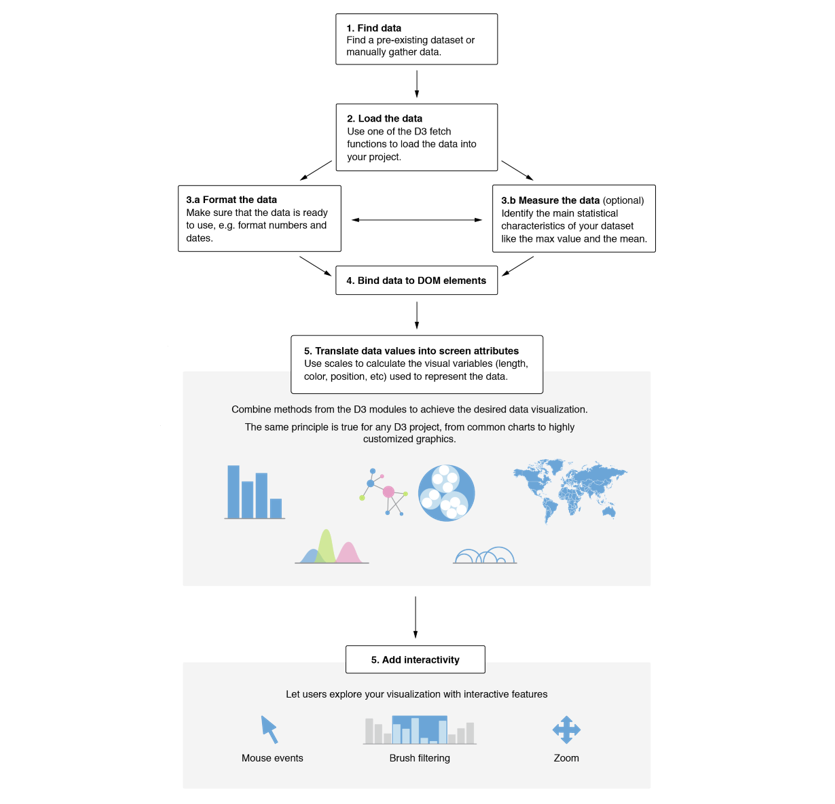 1. Find data
Find a pre-existing dataset or
manually gather data.
2. Load the data
Use one of the D3 fetch
functions to load the data into
your project.
3.a Format the data
Make sure that the data is ready
to use, e.g. format numbers and
dates.
3.b Measure the data (optional)
Identify the main statistical
characteristics of your dataset
like the max value and the mean.
4. Bind data to DOM elements
5. Translate data values into screen attributes
Use scales to calculate the visual variables (length,
color, position, etc) used to represent the data.
Combine methods from the D3 modules to achieve the desired data visualization.
The same principle is true for any D3 project, from common charts to highly
customized graphics.
5. Add interactivity
Let users explore your visualization with interactive features
Mouse events
Brush filtering
Zoom